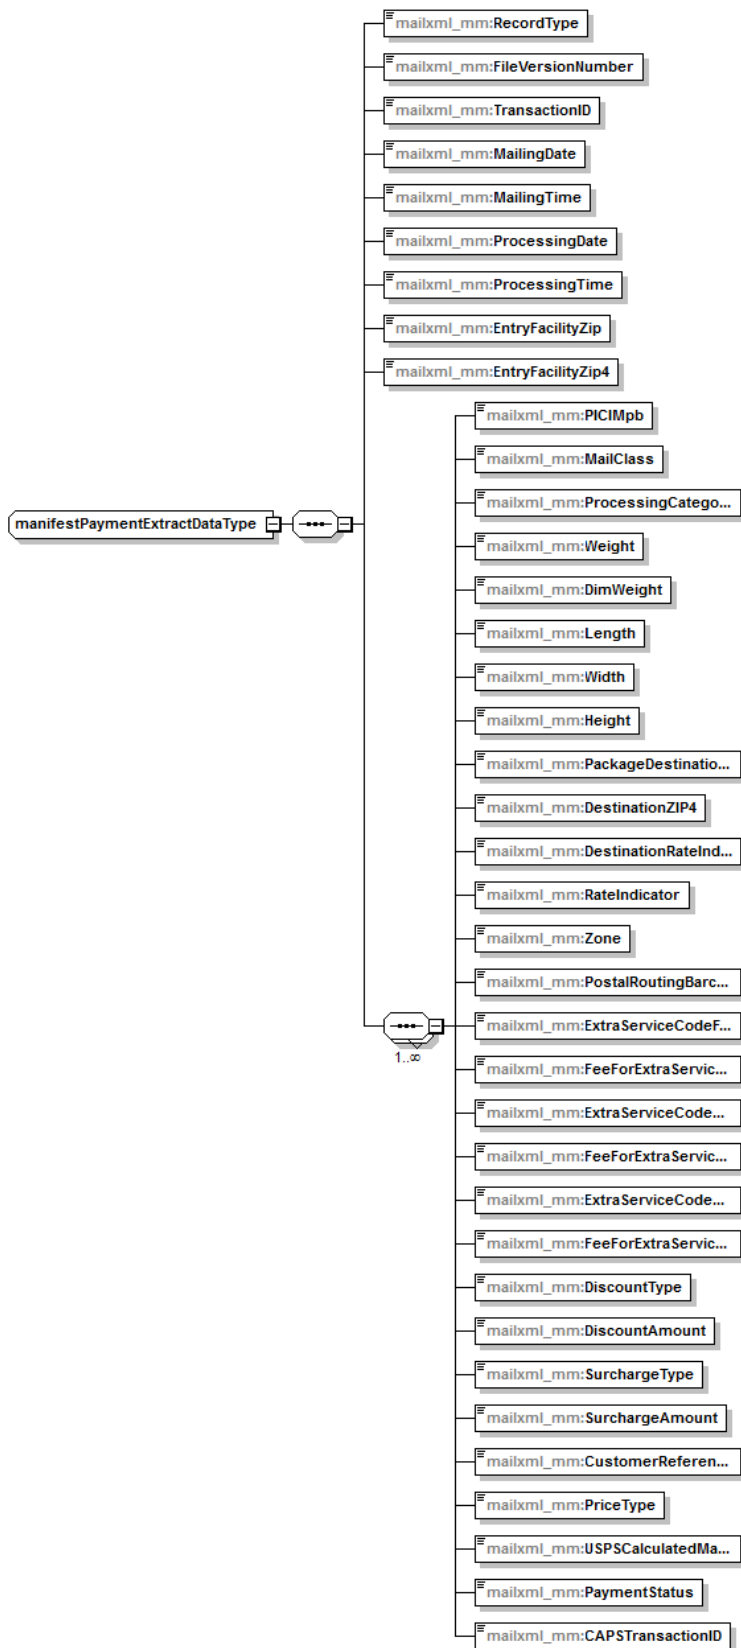 mailxml_mm:RecordType
mailxml_mm:FileVersionNumber
mailxml_mm:TransactionID
mailxml_mm:MailingDate
mailxml_mm:MailingTime
mailxml_mm:ProcessingDate
mailxml_mm:ProcessingTime
mailxml_mm:EntryFacilityZip
mailxml_mm:EntryFacilityZip4
manifestPaymentExtractDataType
1..∞
mailxml_mm:PICIMpb
mailxml_mm:MailClass
mailxml_mm:ProcessingCatego...
mailxml_mm:Weight
mailxml_mm:DimWeight
mailxml_mm:Length
mailxml_mm:Width
mailxml_mm:Height
mailxml_mm:PackageDestinatio...
mailxml_mm:DestinationZIP4
mailxml_mm:DestinationRateInd...
mailxml_mm:RateIndicator
mailxml_mm:Zone
mailxml_mm:PostalRoutingBarc...
mailxml_mm:ExtraServiceCodeF...
mailxml_mm:FeeForExtraServic...
mailxml_mm:ExtraServiceCode...
mailxml_mm:FeeForExtraServic...
mailxml_mm:ExtraServiceCode...
mailxml_mm:FeeForExtraServic...
mailxml_mm:DiscountType
mailxml_mm:DiscountAmount
mailxml_mm:SurchargeType
mailxml_mm:SurchargeAmount
mailxml_mm:CustomerReferen...
mailxml_mm:PriceType
mailxml_mm:USPSCalculatedMa...
mailxml_mm:PaymentStatus
mailxml_mm:CAPSTransactionID